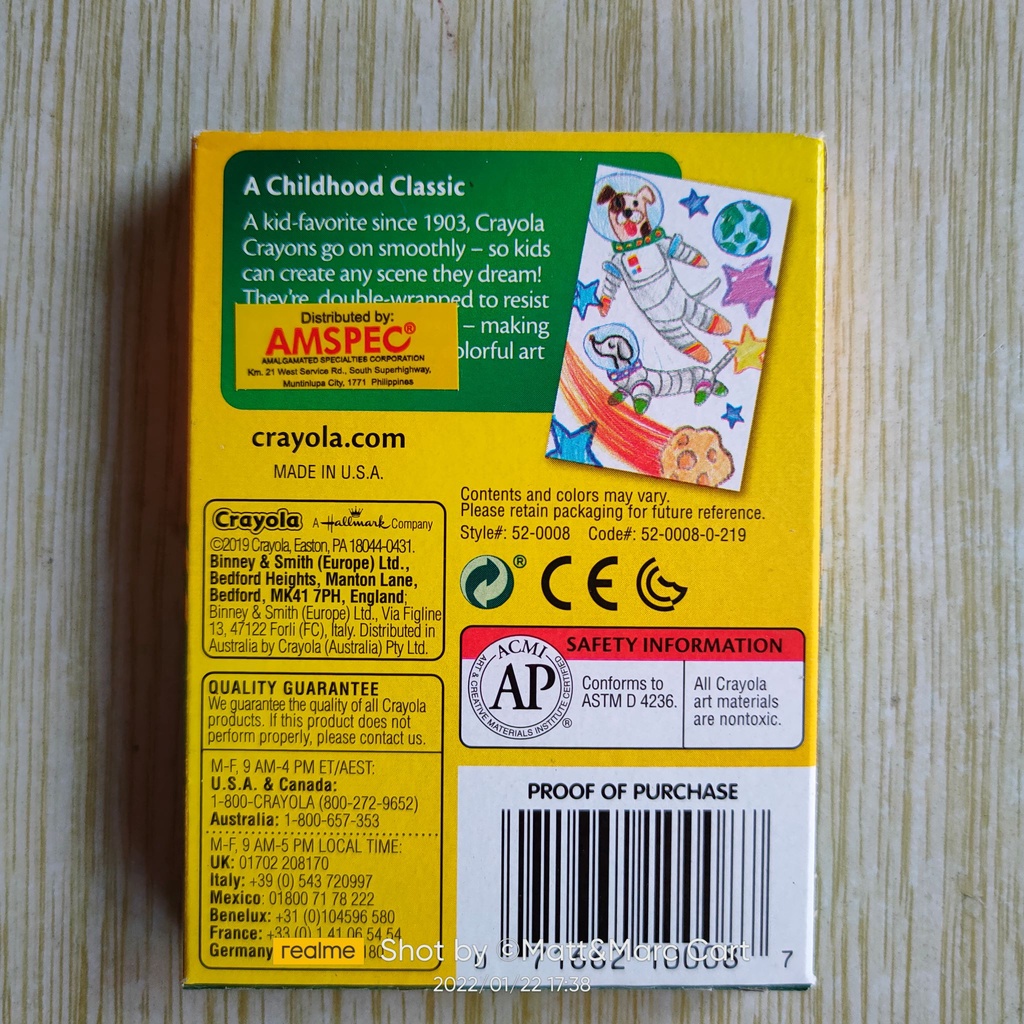 A Childhood Classic
A kid-favorite since 1903, Crayola
Crayons go on smoothly – so kids
can create any scene they dream!
They're double-wrapped to resist
– making
olorful art
Distributed by:
AMSPEC®
AMALGAMATED SPECIALTIES CORPORATION
Km. 21 West Service Rd., South Superhighway,
Muntinlupa City, 1771 Philippines
crayola.com
MADE IN U.S.A.
Contents and colors may vary.
Please retain packaging for future reference.
Style#: 52-0008 Code#: 52-0008-0-219
® CE
Crayola A Hallmark Company
©2019 Crayola, Easton, PA 18044-0431.
Binney & Smith (Europe) Ltd.,
Bedford Heights, Manton Lane,
Bedford, MK41 7PH, England;
Binney & Smith (Europe) Ltd., Via Figline
13, 47122 Forli (FC), Italy. Distributed in
Australia by Crayola (Australia) Pty Ltd.
SAFETY INFORMATION
ACMI
AP
ART & CREATIVE MATERIALS INSTITUTE CERTIFIED
®
Conforms to
ASTM D 4236.
All Crayola
art materials
are nontoxic.
QUALITY GUARANTEE
We guarantee the quality of all Crayola
products. If this product does not
perform properly, please contact us.
M-F, 9 AM-4 PM ET/AEST:
U.S.A. & Canada:
1-800-CRAYOLA (800-272-9652)
Australia: 1-800-657-353
M-F, 9 AM-5 PM LOCAL TIME:
UK: 01702 208170
Italy: +39 (0) 543 720997
Mexico: 01800 71 78 222
Benelux: +31 (0)104596 580
France: +33 (0) 1 41 06 54 54
Germany 180
PROOF OF PURCHASE
0 71662 10008 7
realme Shot by ©Matt&Marc Cart
2022/01/22 17:38